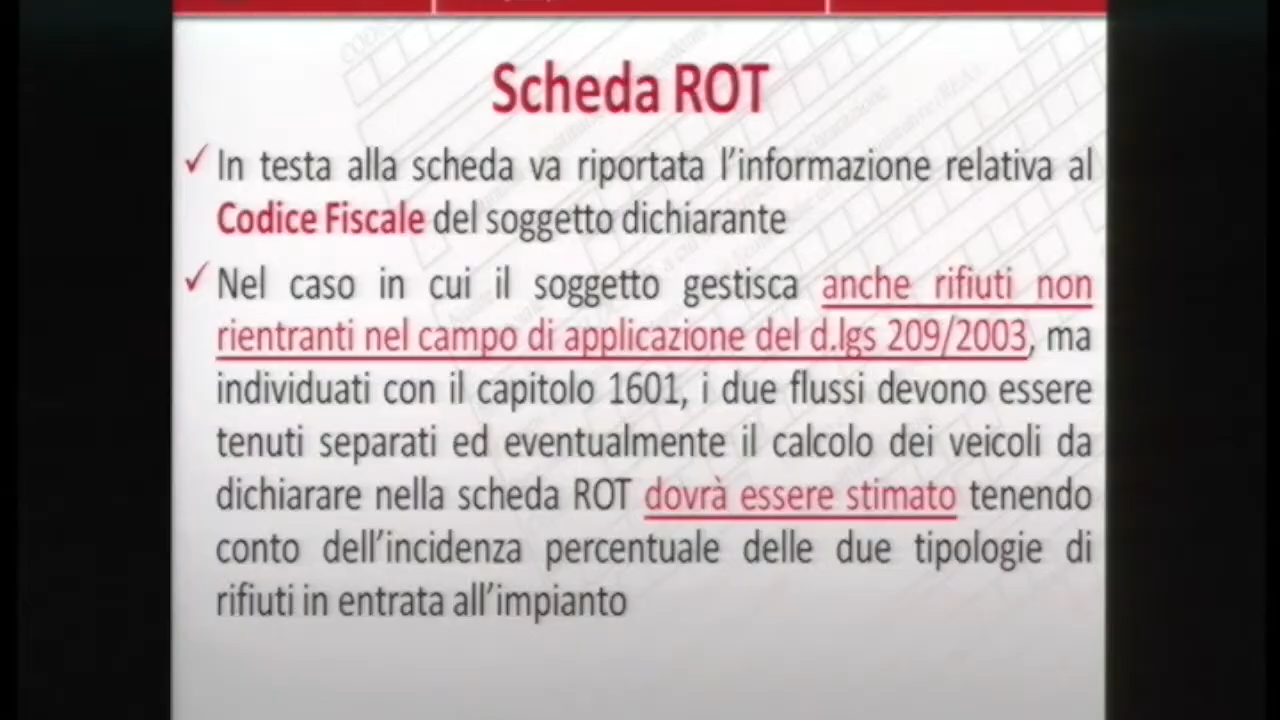 Scheda ROT
✓ In testa alla scheda va riportata l'informazione relativa al
Codice Fiscale del soggetto dichiarante
✓ Nel caso in cui il soggetto gestisca anche rifiuti non
rientranti nel campo di applicazione del d.lgs 209/2003, ma
individuati con il capitolo 1601, i due flussi devono essere
tenuti separati ed eventualmente il calcolo dei veicoli da
dichiarare nella scheda ROT dovrà essere stimato tenendo
conto dell'incidenza percentuale delle due tipologie di
rifiuti in entrata all'impianto